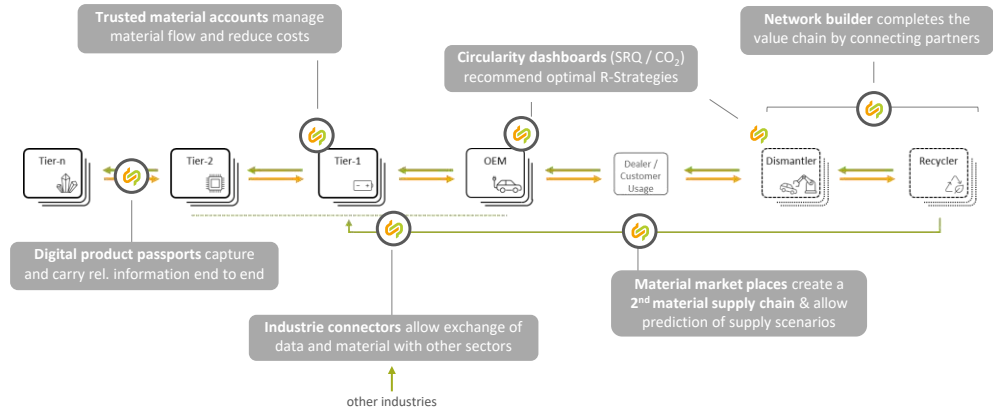 Trusted material accounts manage
material flow and reduce costs
Circularity dashboards (SRQ / CO₂)
recommend optimal R-Strategies
Network builder completes the
value chain by connecting partners
Tier-n
Tier-2
Tier-1
- +
OEM
Dealer /
Customer
Usage
Dismantler
Recycler
Digital product passports capture
and carry rel. information end to end
Industrie connectors allow exchange of
data and material with other sectors
Material market places create a
2nd material supply chain & allow
prediction of supply scenarios
other industries